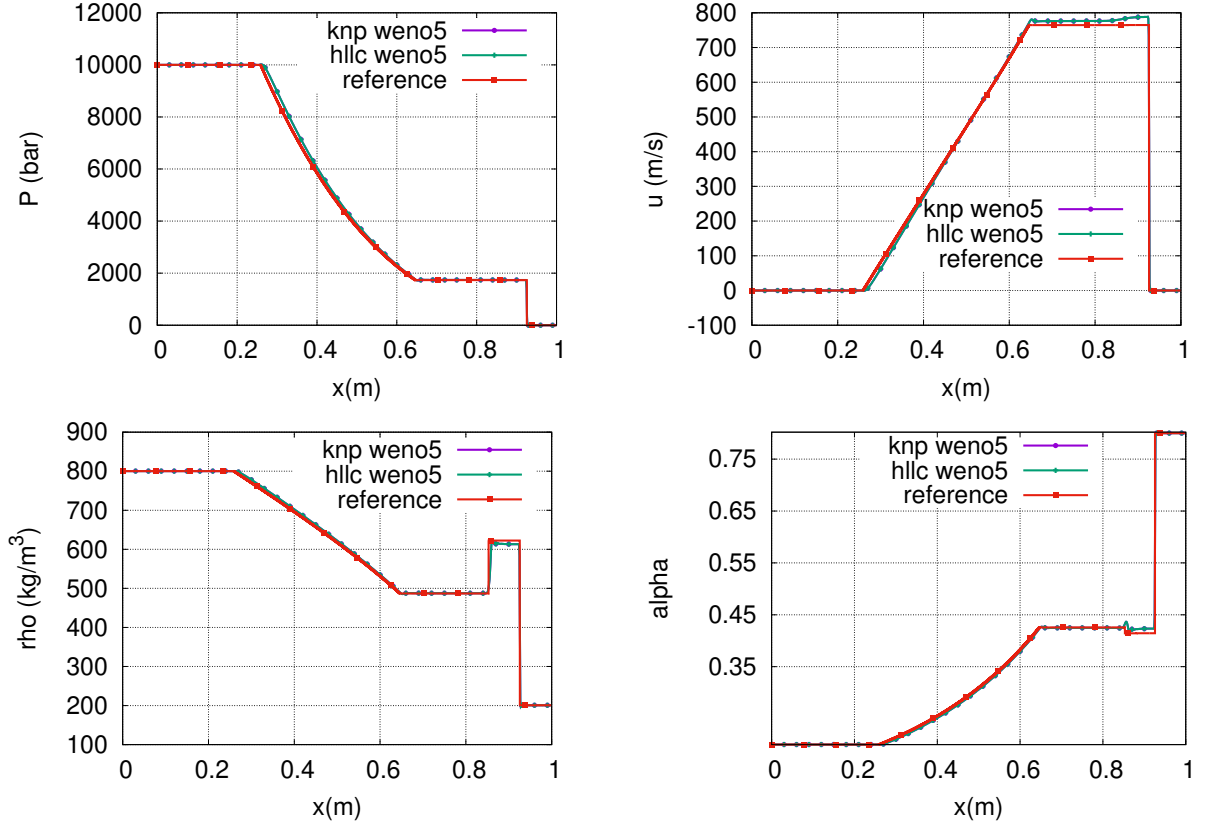 knp weno5
hllc weno5
reference
10000
8000
6000
4000
2000
0
P (bar)
0 0.2 0.4 0.6 0.8 1
x(m)
800
700
600
500
400
300
200
100
0
-100
u (m/s)
knp weno5
hllc weno5
reference
0 0.2 0.4 0.6 0.8 1
x(m)
900
800
700
600
500
400
300
200
100
rho (kg/m^3)
knp weno5
hllc weno5
reference
0 0.2 0.4 0.6 0.8 1
x(m)
0.75
0.65
0.55
0.45
0.35
alpha
knp weno5
hllc weno5
reference
0 0.2 0.4 0.6 0.8 1
x(m)